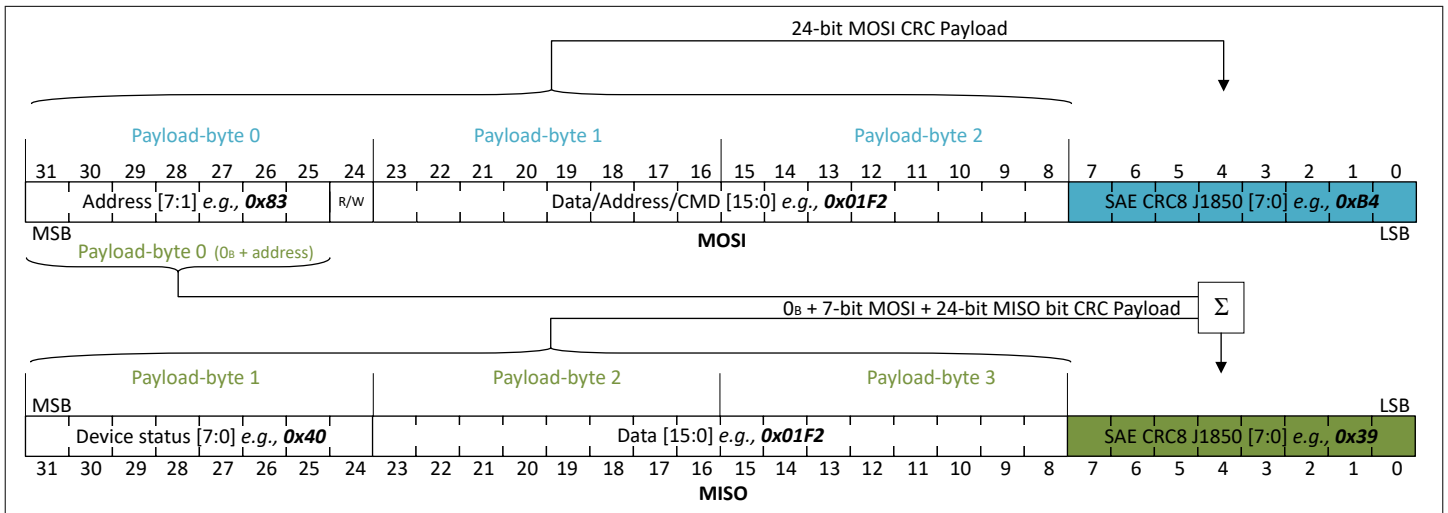 24-bit MOSI CRC Payload
Payload-byte 0 Payload-byte 1 Payload-byte 2
31 30 29 28 27 26 25 24 23 22 21 20 19 18 17 16 15 14 13 12 11 10 9 8 7 6 5 4 3 2 1 0
Address [7:1] e.g., 0x83 R/W Data/Address/CMD [15:0] e.g., 0x01F2 SAE CRC8 J1850 [7:0] e.g., 0xB4
MSB MOSI LSB
Payload-byte 0 (0B + address)
0B + 7-bit MOSI + 24-bit MISO bit CRC Payload Σ
Payload-byte 1 Payload-byte 2 Payload-byte 3
MSB LSB
Device status [7:0] e.g., 0x40 Data [15:0] e.g., 0x01F2 SAE CRC8 J1850 [7:0] e.g., 0x39
31 30 29 28 27 26 25 24 23 22 21 20 19 18 17 16 15 14 13 12 11 10 9 8 7 6 5 4 3 2 1 0
MISO